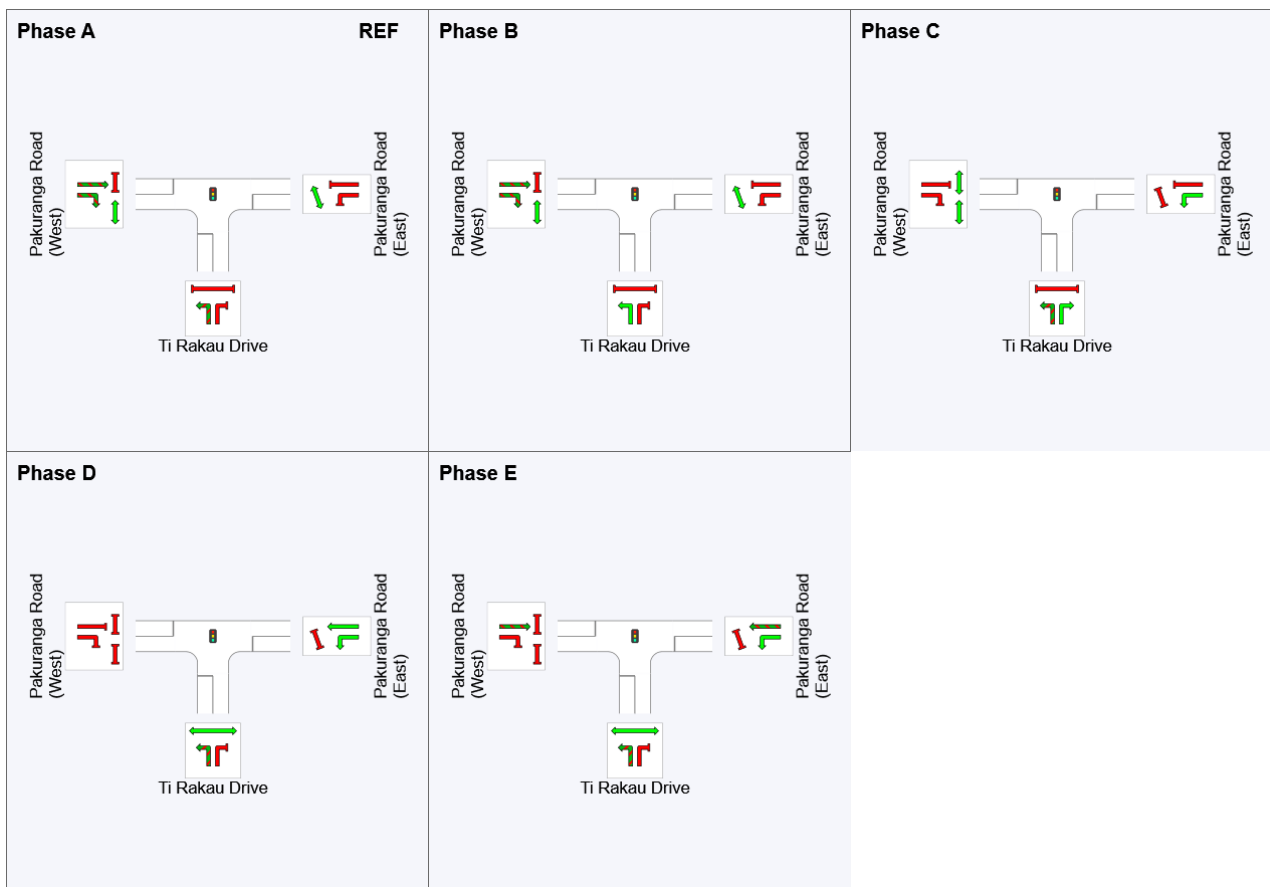 Phase A
REF
Pakuranga Road
(West)
Pakuranga Road
(East)
Ti Rakau Drive
Phase B
Pakuranga Road
(West)
Pakuranga Road
(East)
Ti Rakau Drive
Phase C
Pakuranga Road
(West)
Pakuranga Road
(East)
Ti Rakau Drive
Phase D
Pakuranga Road
(West)
Pakuranga Road
(East)
Ti Rakau Drive
Phase E
Pakuranga Road
(West)
Pakuranga Road
(East)
Ti Rakau Drive